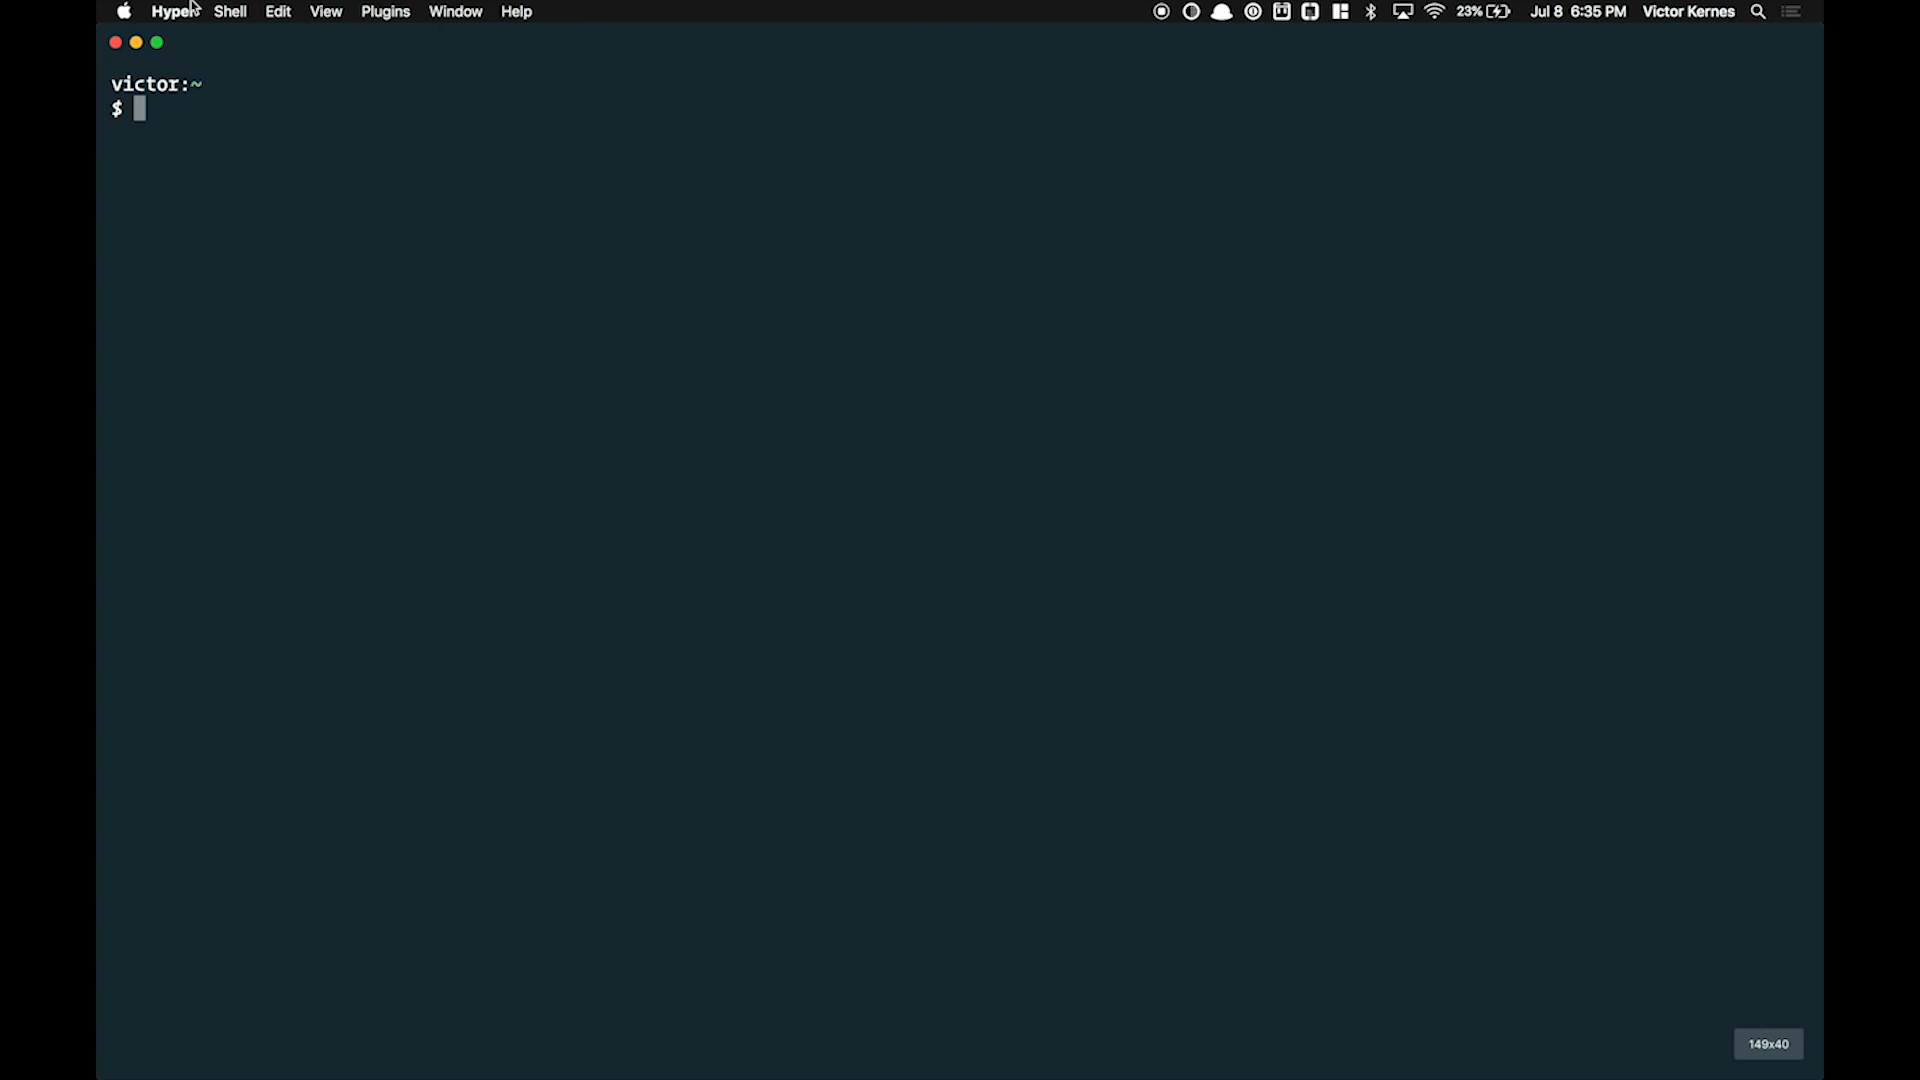 Hyper Shell Edit View Plugins Window Help 23% Jul 8 6:35 PM Victor Kernes
victor:~
$
149x40